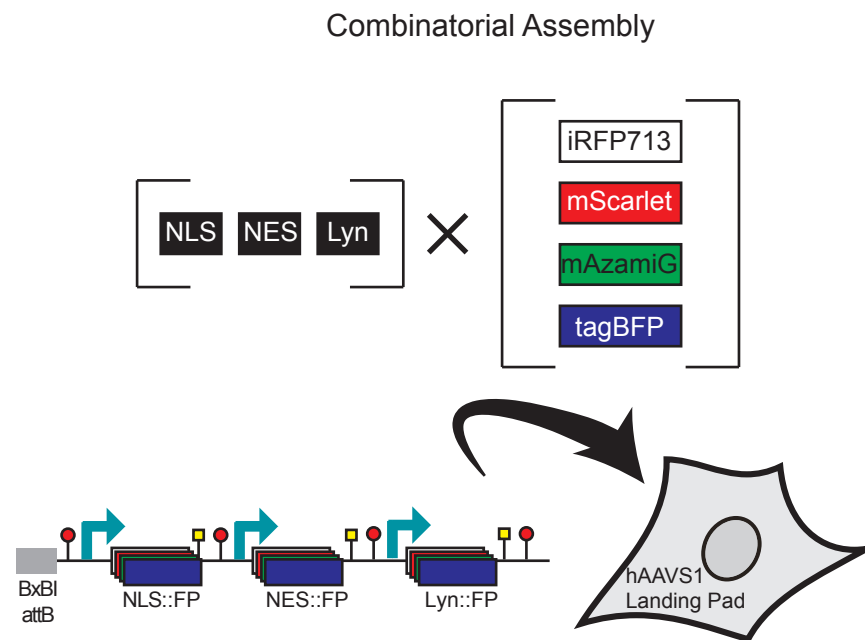 Combinatorial Assembly
iRFP713
mScarlet
NLS NES Lyn
mAzamiG
tagBFP
hAAVS1
Landing Pad
BxBI
attB
NLS::FP NES::FP Lyn::FP